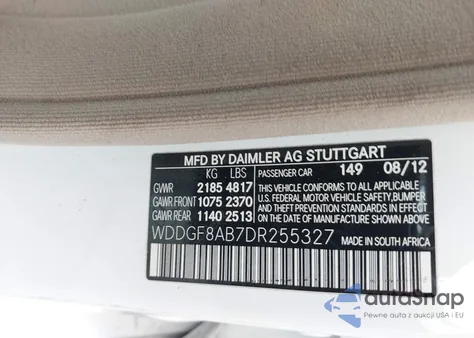 MFD BY DAIMLER AG STUTTGART
KG LBS PASSENGER CAR 149 08/12
GVWR 2185 4817 THIS VEHICLE CONFORMS TO ALL APPLICABLE
GAWR FRONT 1075 2370 U.S. FEDERAL MOTOR VEHICLE SAFETY, BUMPER
GAWR REAR 1140 2513 AND THEFT PREVENTION STANDARDS IN EFFECT
ON THE DATE OF MANUFACTURE SHOWN ABOVE.
WDDGF8AB7DR255327 MADE IN SOUTH AFRICA
autaSnap
Pewne auta z aukcji USA i EU